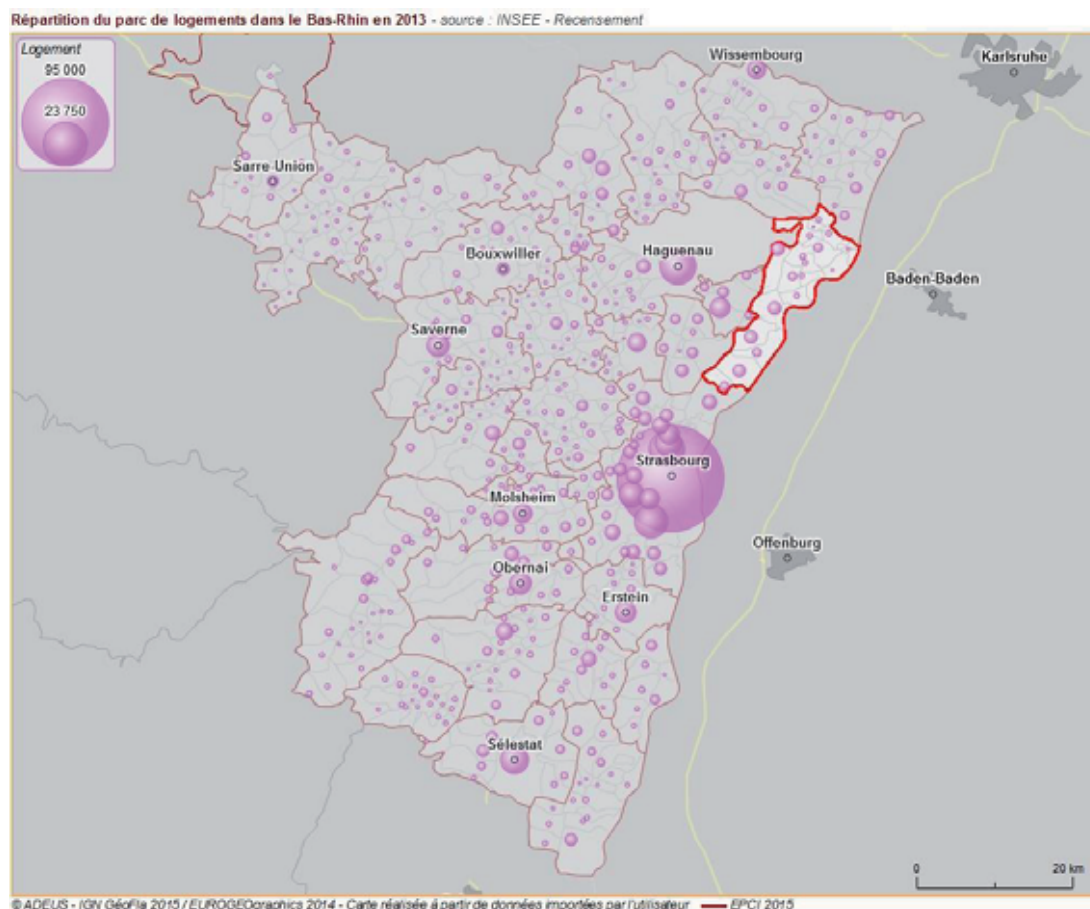 Répartition du parc de logements dans le Bas-Rhin en 2013 - source : INSEE - Recensement
Logement
95 000
23 750
Wissembourg
Karlsruhe
Sarre-Union
Bouxwiller
Haguenau
Baden-Baden
Saverne
Strasbourg
Molsheim
Offenburg
Obernai
Erstein
Sélestat
0 20 km
© ADEUS - IGN GéoFla 2015 / EUROGEOgraphics 2014 - Carte réalisée à partir de données importées par l'utilisateur EPCI 2015